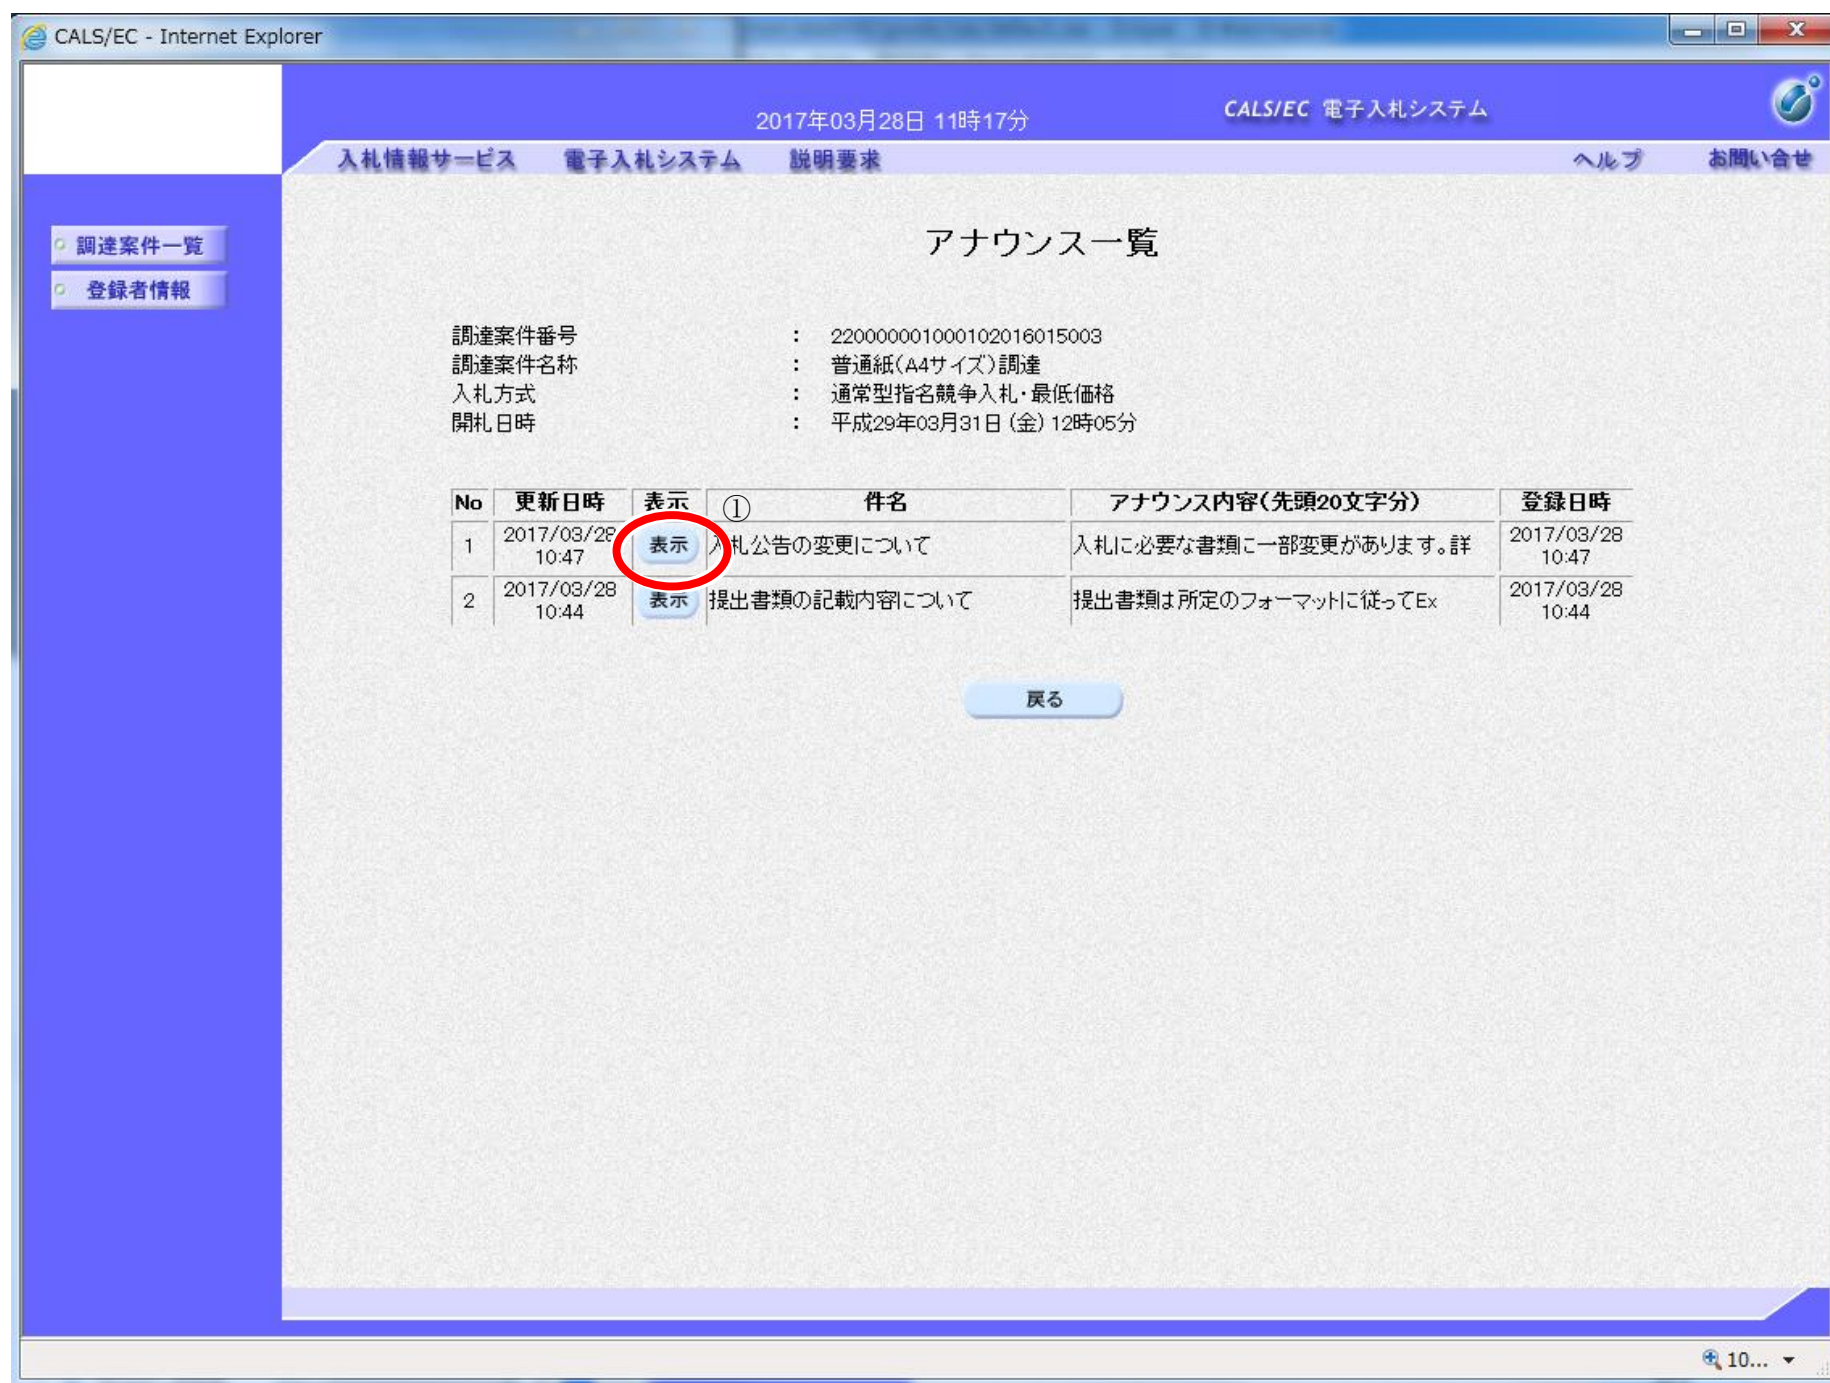 CALS/EC - Internet Explorer
2017年03月28日 11時17分
CALS/EC 電子入札システム
入札情報サービス 電子入札システム 説明要求 ヘルプ お問い合せ
調達案件一覧
登録者情報
アナウンス一覧
調達案件番号 : 220000001000102016015003
調達案件名称 : 普通紙(A4サイズ)調達
入札方式 : 通常型指名競争入札・最低価格
開札日時 : 平成29年03月31日 (金) 12時05分
No 更新日時 表示 ① 件名 アナウンス内容(先頭20文字分) 登録日時
1 2017/03/28 10:47 表示 入札公告の変更について 入札に必要な書類に一部変更があります。詳 2017/03/28 10:47
2 2017/03/28 10:44 表示 提出書類の記載内容について 提出書類は所定のフォーマットに従ってEx 2017/03/28 10:44
戻る
10...